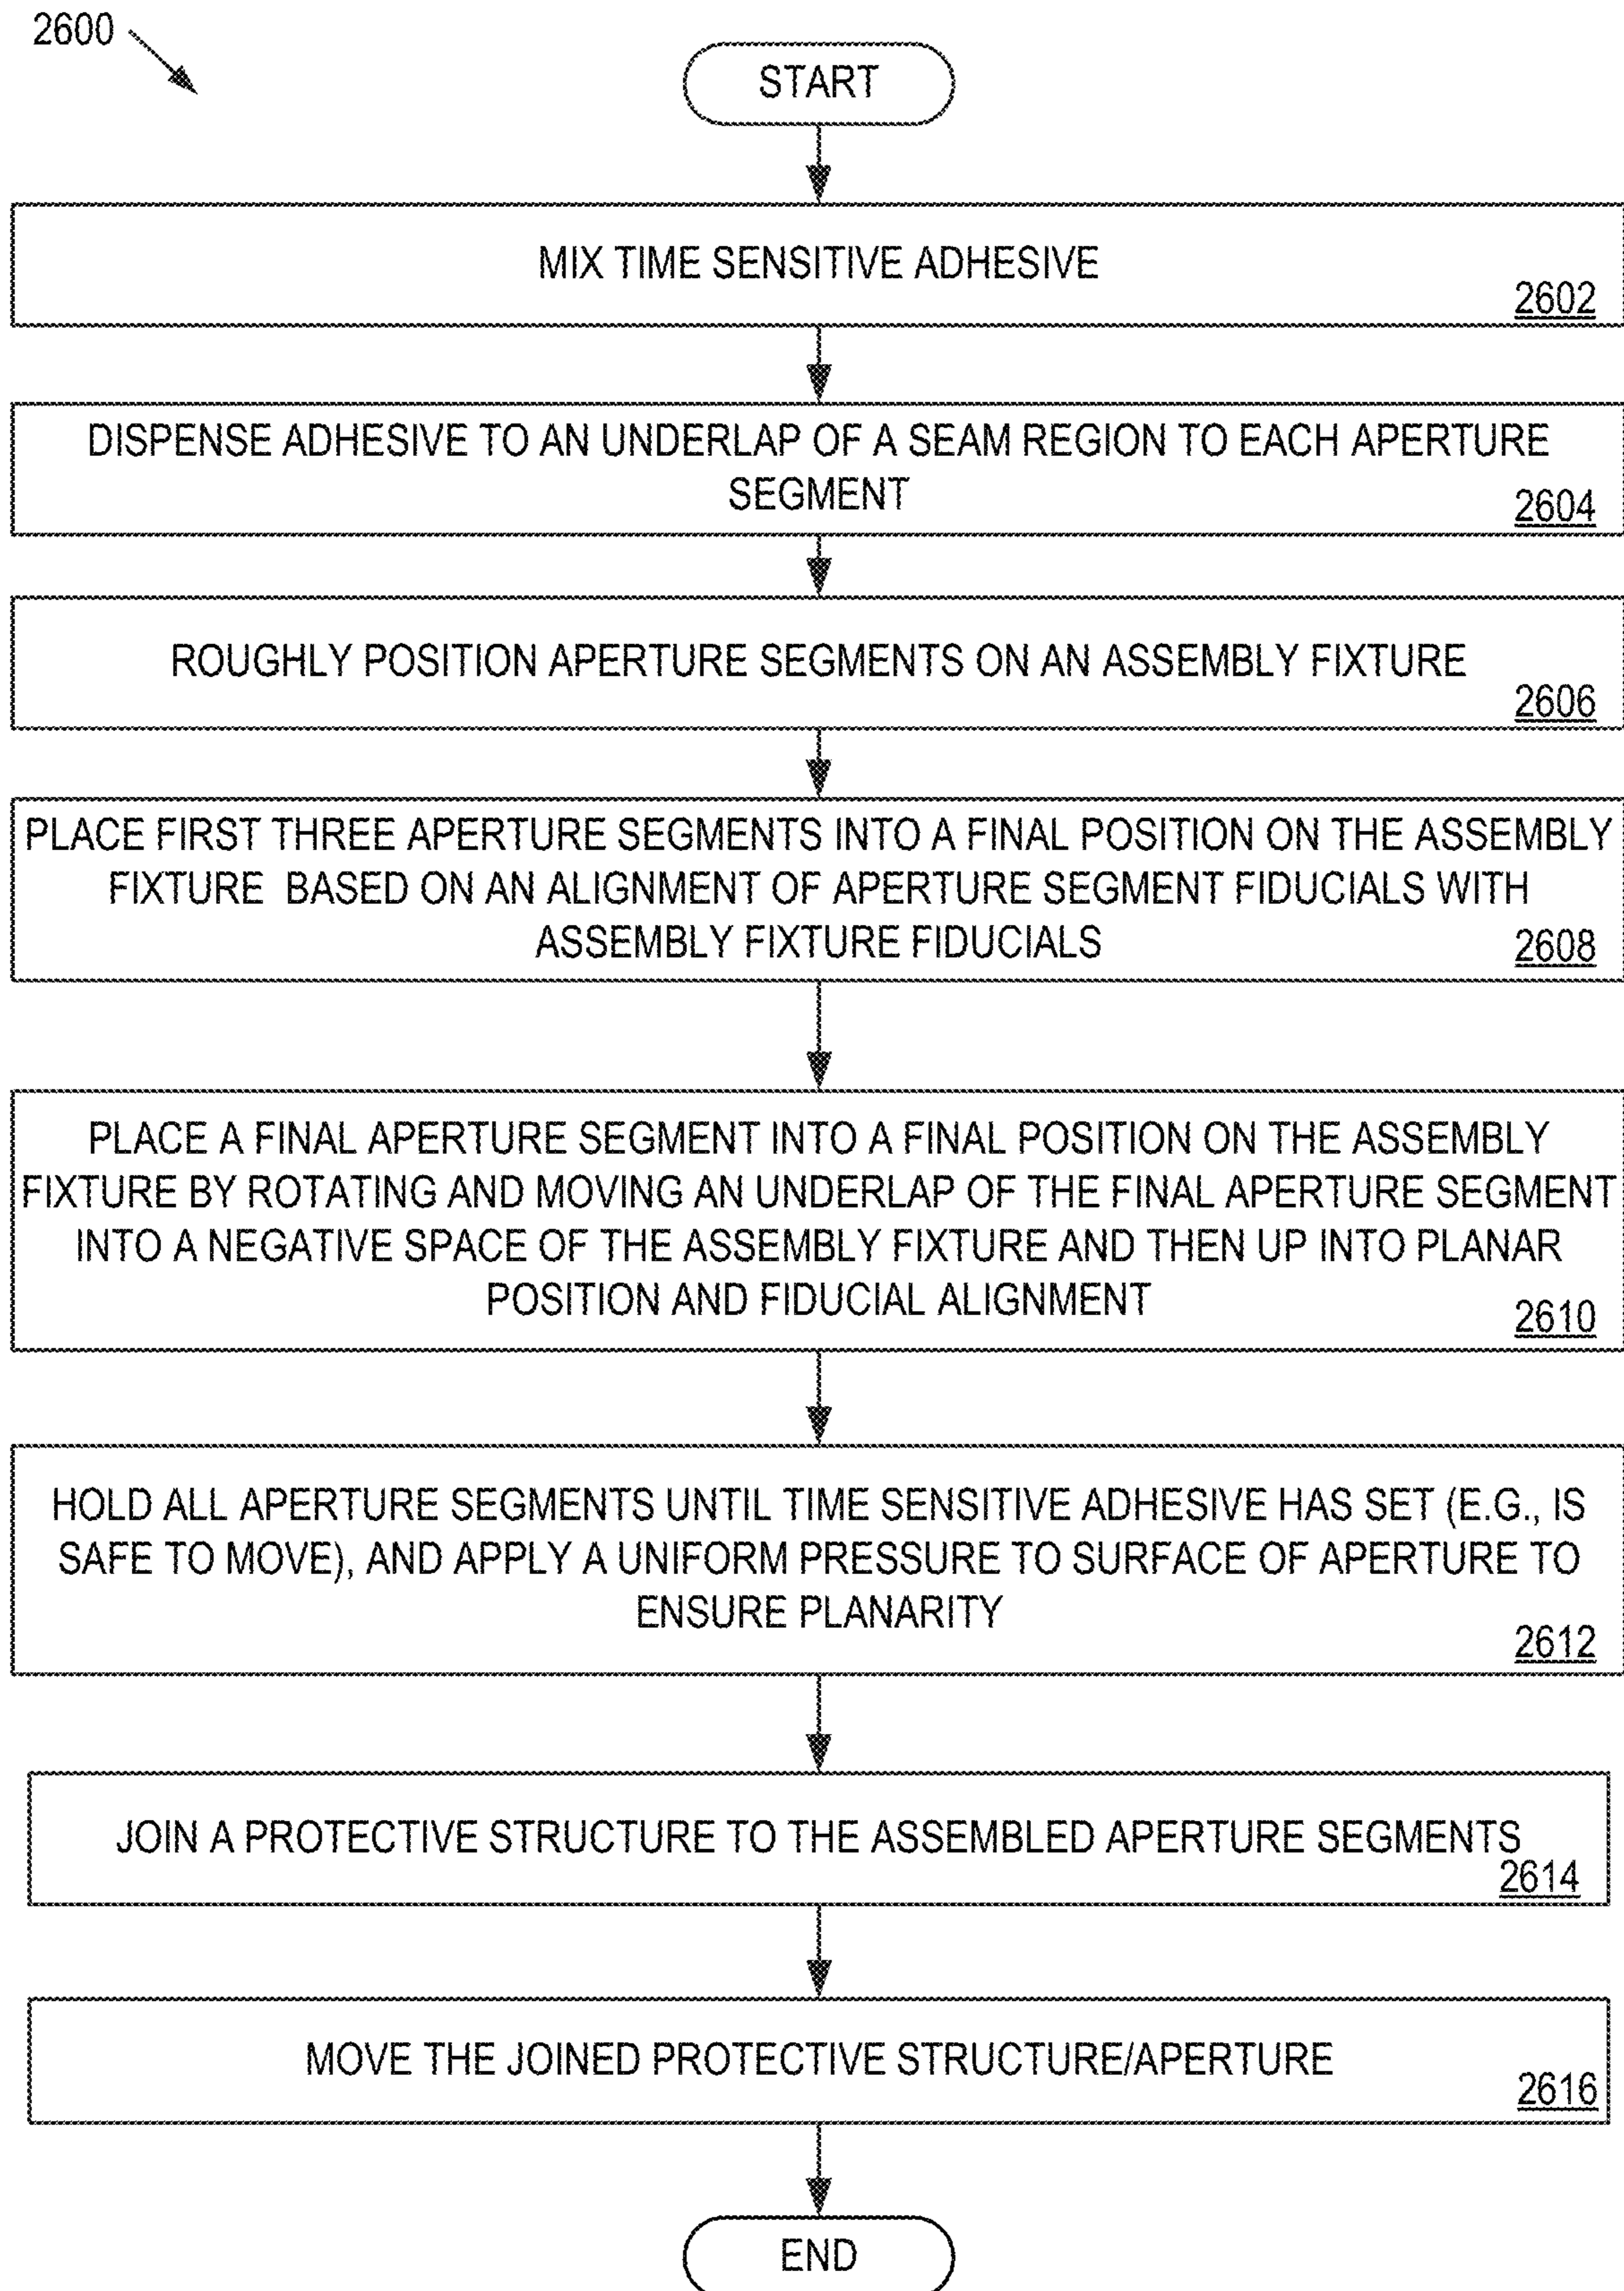 2600
START
MIX TIME SENSITIVE ADHESIVE
2602
DISPENSE ADHESIVE TO AN UNDERLAP OF A SEAM REGION TO EACH APERTURE
SEGMENT
2604
ROUGHLY POSITION APERTURE SEGMENTS ON AN ASSEMBLY FIXTURE
2606
PLACE FIRST THREE APERTURE SEGMENTS INTO A FINAL POSITION ON THE ASSEMBLY
FIXTURE BASED ON AN ALIGNMENT OF APERTURE SEGMENT FIDUCIALS WITH
ASSEMBLY FIXTURE FIDUCIALS
2608
PLACE A FINAL APERTURE SEGMENT INTO A FINAL POSITION ON THE ASSEMBLY
FIXTURE BY ROTATING AND MOVING AN UNDERLAP OF THE FINAL APERTURE SEGMENT
INTO A NEGATIVE SPACE OF THE ASSEMBLY FIXTURE AND THEN UP INTO PLANAR
POSITION AND FIDUCIAL ALIGNMENT
2610
HOLD ALL APERTURE SEGMENTS UNTIL TIME SENSITIVE ADHESIVE HAS SET (E.G., IS
SAFE TO MOVE), AND APPLY A UNIFORM PRESSURE TO SURFACE OF APERTURE TO
ENSURE PLANARITY
2612
JOIN A PROTECTIVE STRUCTURE TO THE ASSEMBLED APERTURE SEGMENTS
2614
MOVE THE JOINED PROTECTIVE STRUCTURE/APERTURE
2616
END